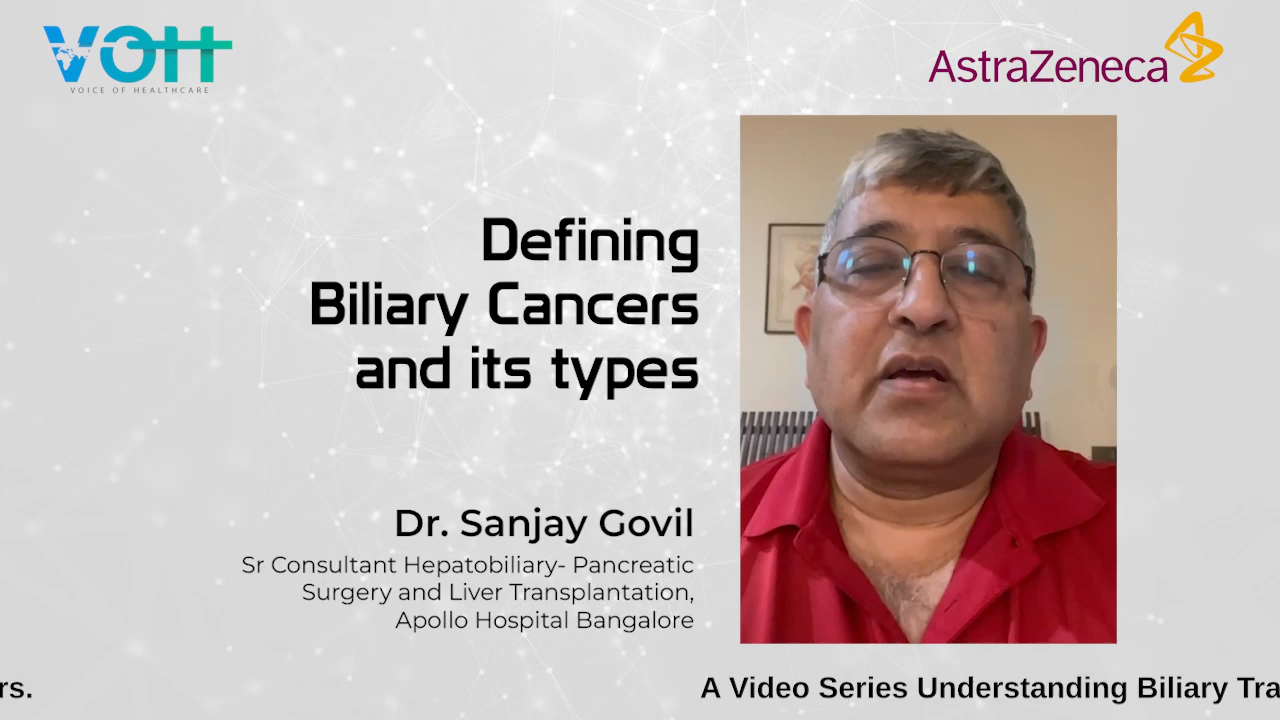 VOH
VOICE OF HEALTHCARE
AstraZeneca
Defining
Biliary Cancers
and its types
Dr. Sanjay Govil
Sr Consultant Hepatobiliary- Pancreatic
Surgery and Liver Transplantation,
Apollo Hospital Bangalore
rs.
A Video Series Understanding Biliary Tra